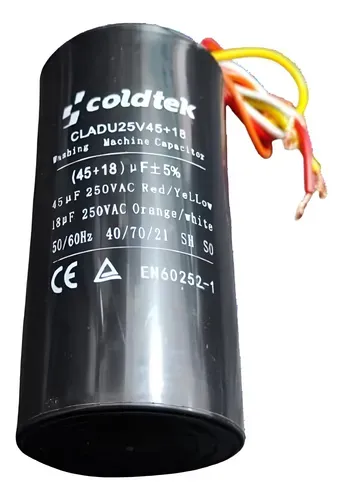 coldtek
CLADU25V45+18
Washing Machine Capacitor
(45+18)μF±5%
45μF 250VAC Red/YeLLow
18μF 250VAC Orange/white
50/60Hz 40/70/21 SH S0
CE EN60252-1